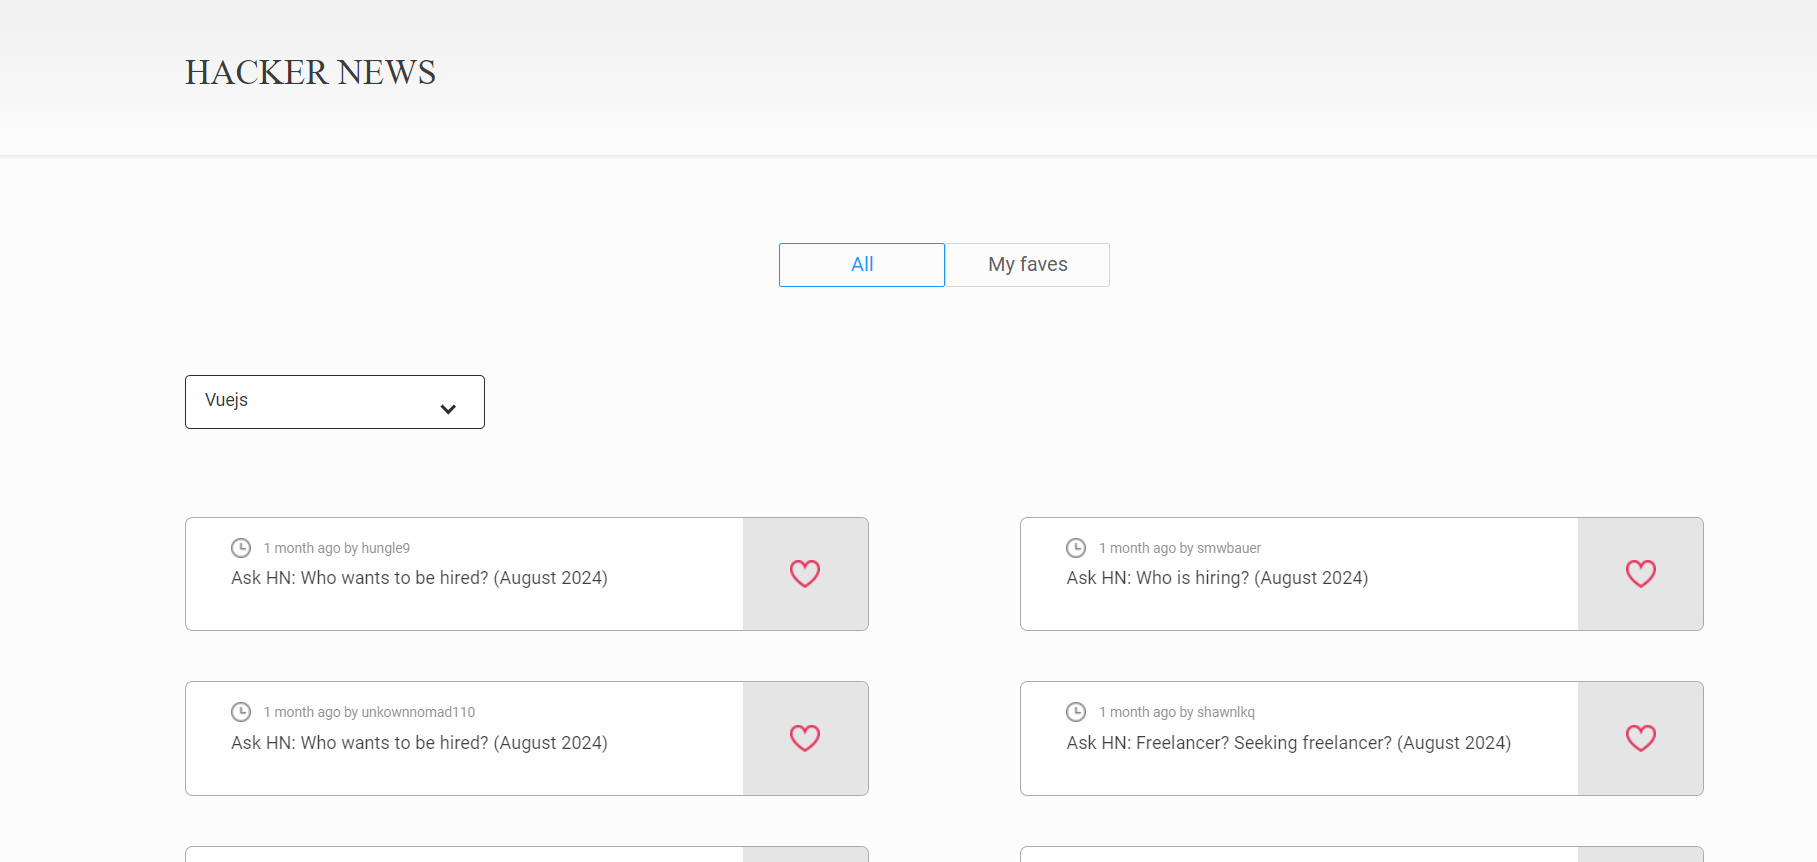 HACKER NEWS
All
My faves
Vuejs
1 month ago by hungle9
Ask HN: Who wants to be hired? (August 2024)
1 month ago by smwbauer
Ask HN: Who is hiring? (August 2024)
1 month ago by unkownnomad110
Ask HN: Who wants to be hired? (August 2024)
1 month ago by shawnlkq
Ask HN: Freelancer? Seeking freelancer? (August 2024)